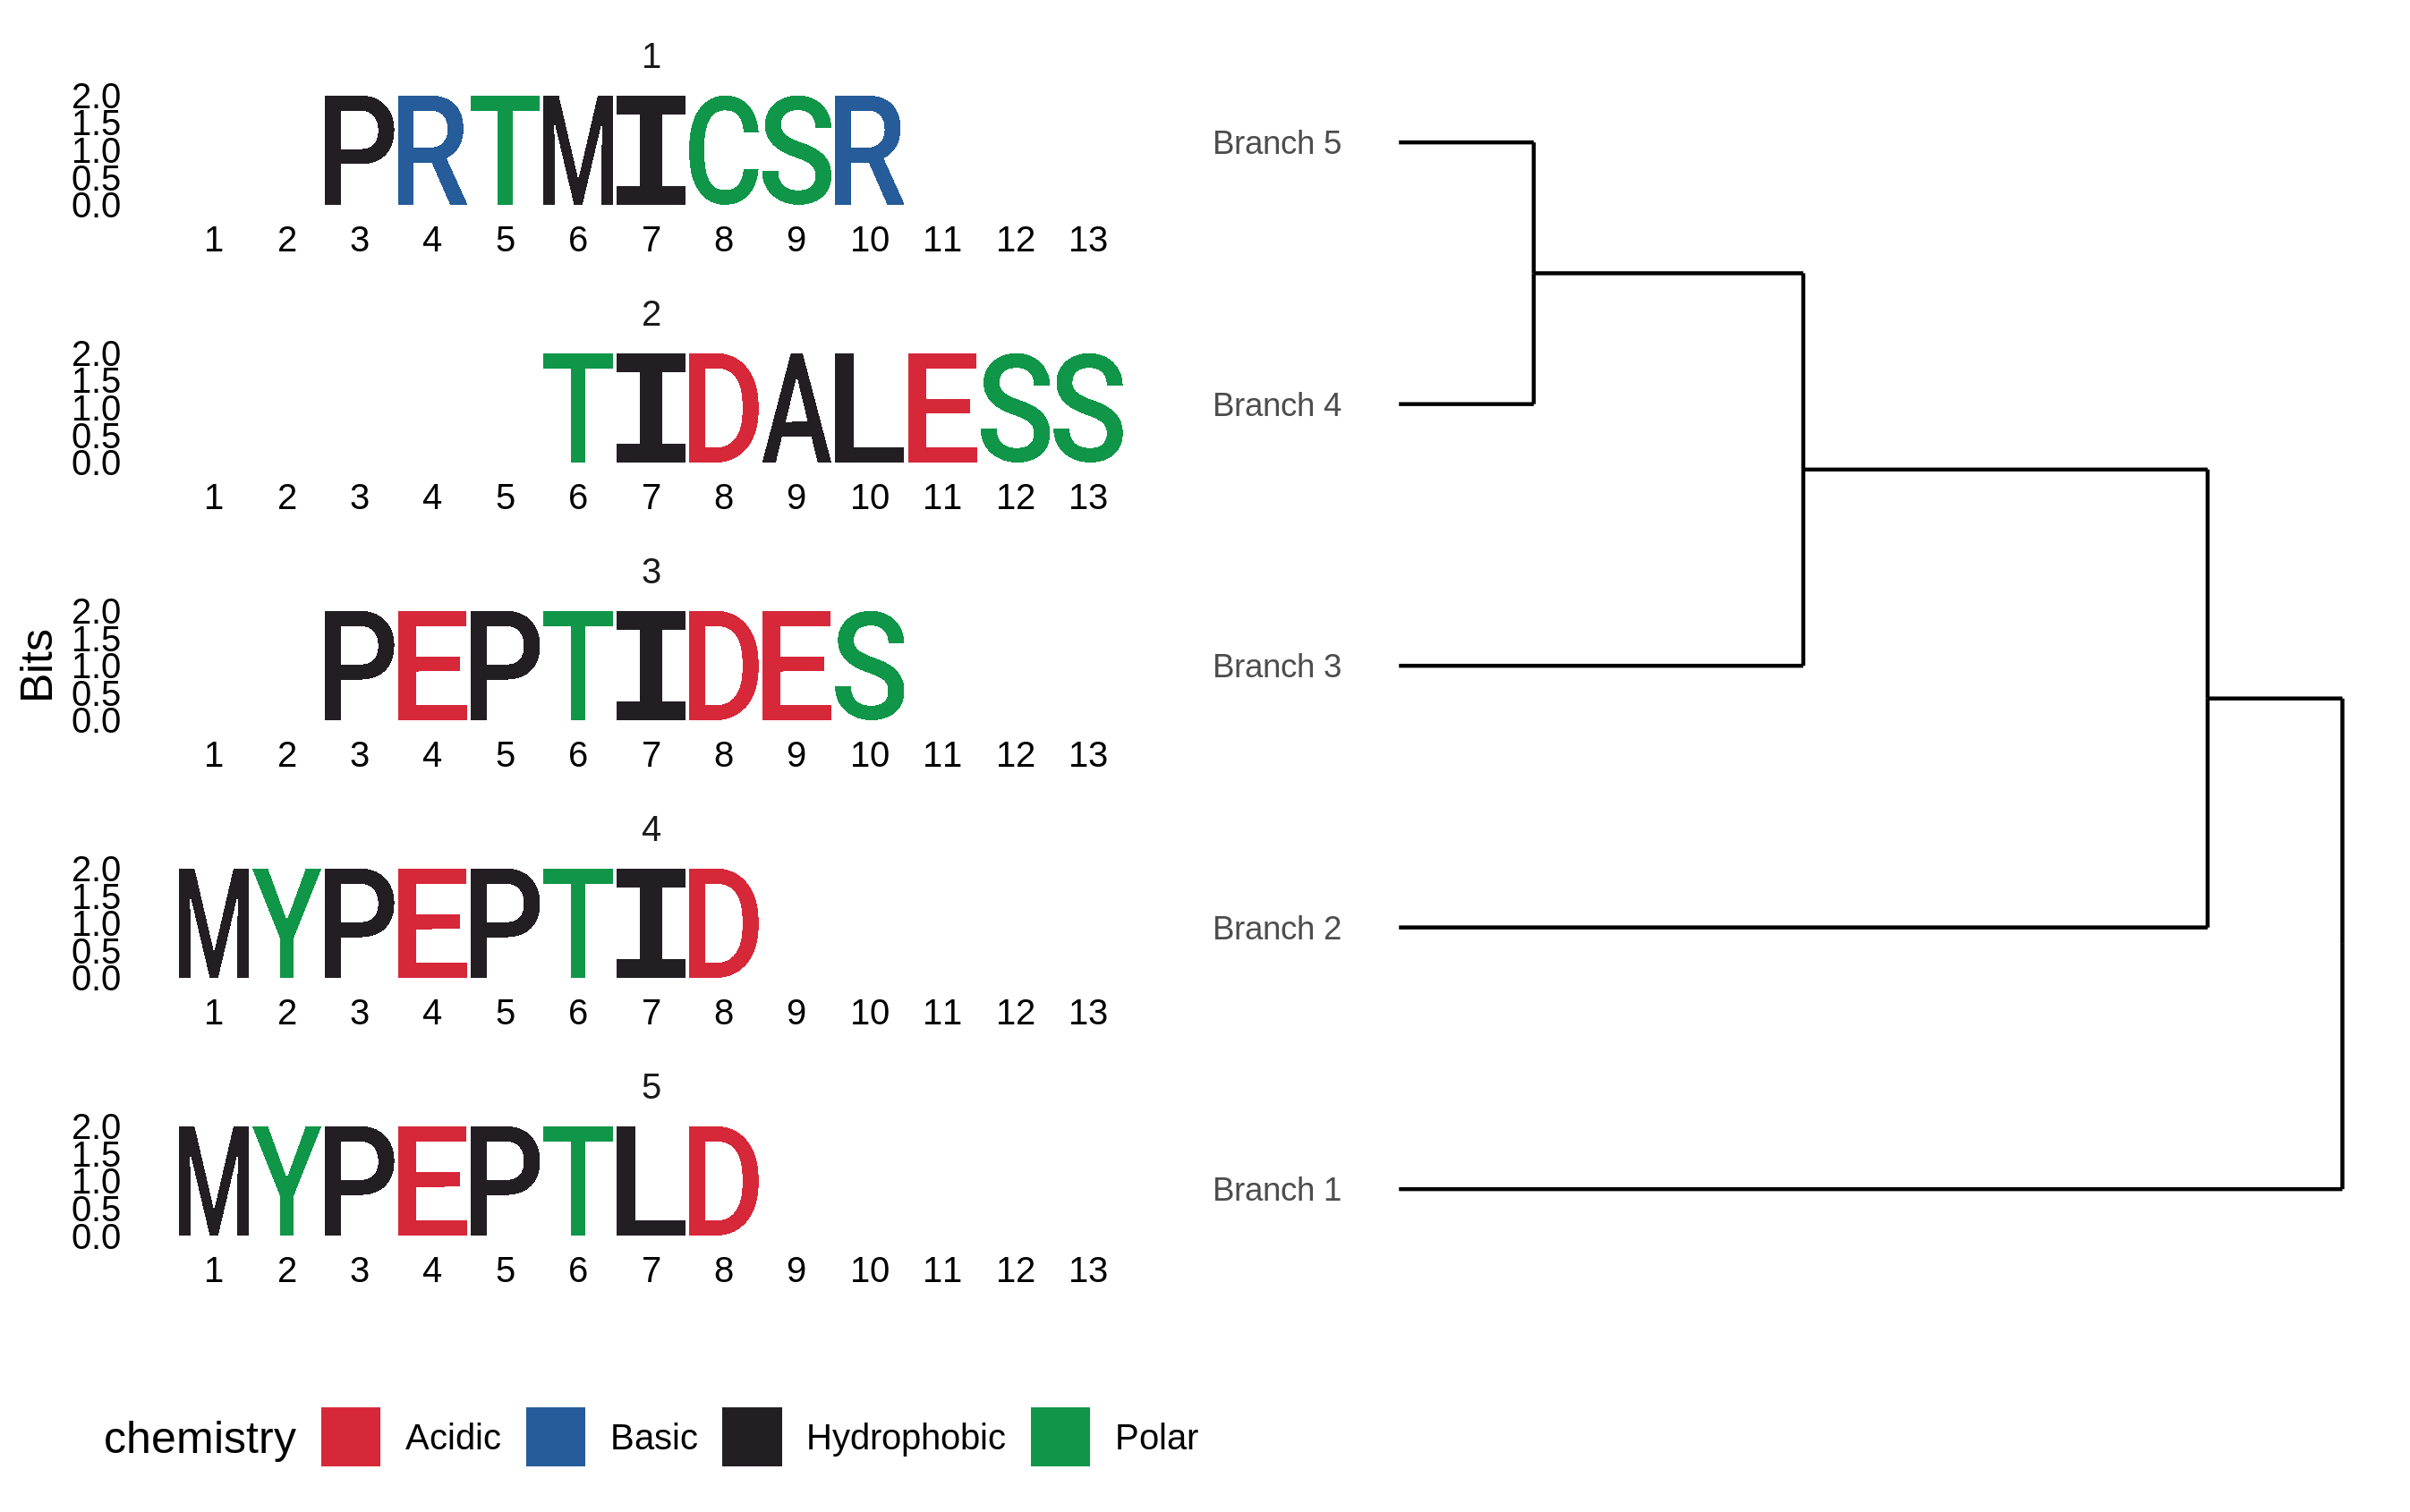 1
2.0
1.5
1.0
0.5
0.0
PRTMICSR
1 2 3 4 5 6 7 8 9 10 11 12 13
2
2.0
1.5
1.0
0.5
0.0
TIDALESS
1 2 3 4 5 6 7 8 9 10 11 12 13
3
Bits
2.0
1.5
1.0
0.5
0.0
PEPTIDES
1 2 3 4 5 6 7 8 9 10 11 12 13
4
2.0
1.5
1.0
0.5
0.0
MYPEPTID
1 2 3 4 5 6 7 8 9 10 11 12 13
5
2.0
1.5
1.0
0.5
0.0
MYPEPTLD
1 2 3 4 5 6 7 8 9 10 11 12 13
Branch 5
Branch 4
Branch 3
Branch 2
Branch 1
chemistry Acidic Basic Hydrophobic Polar